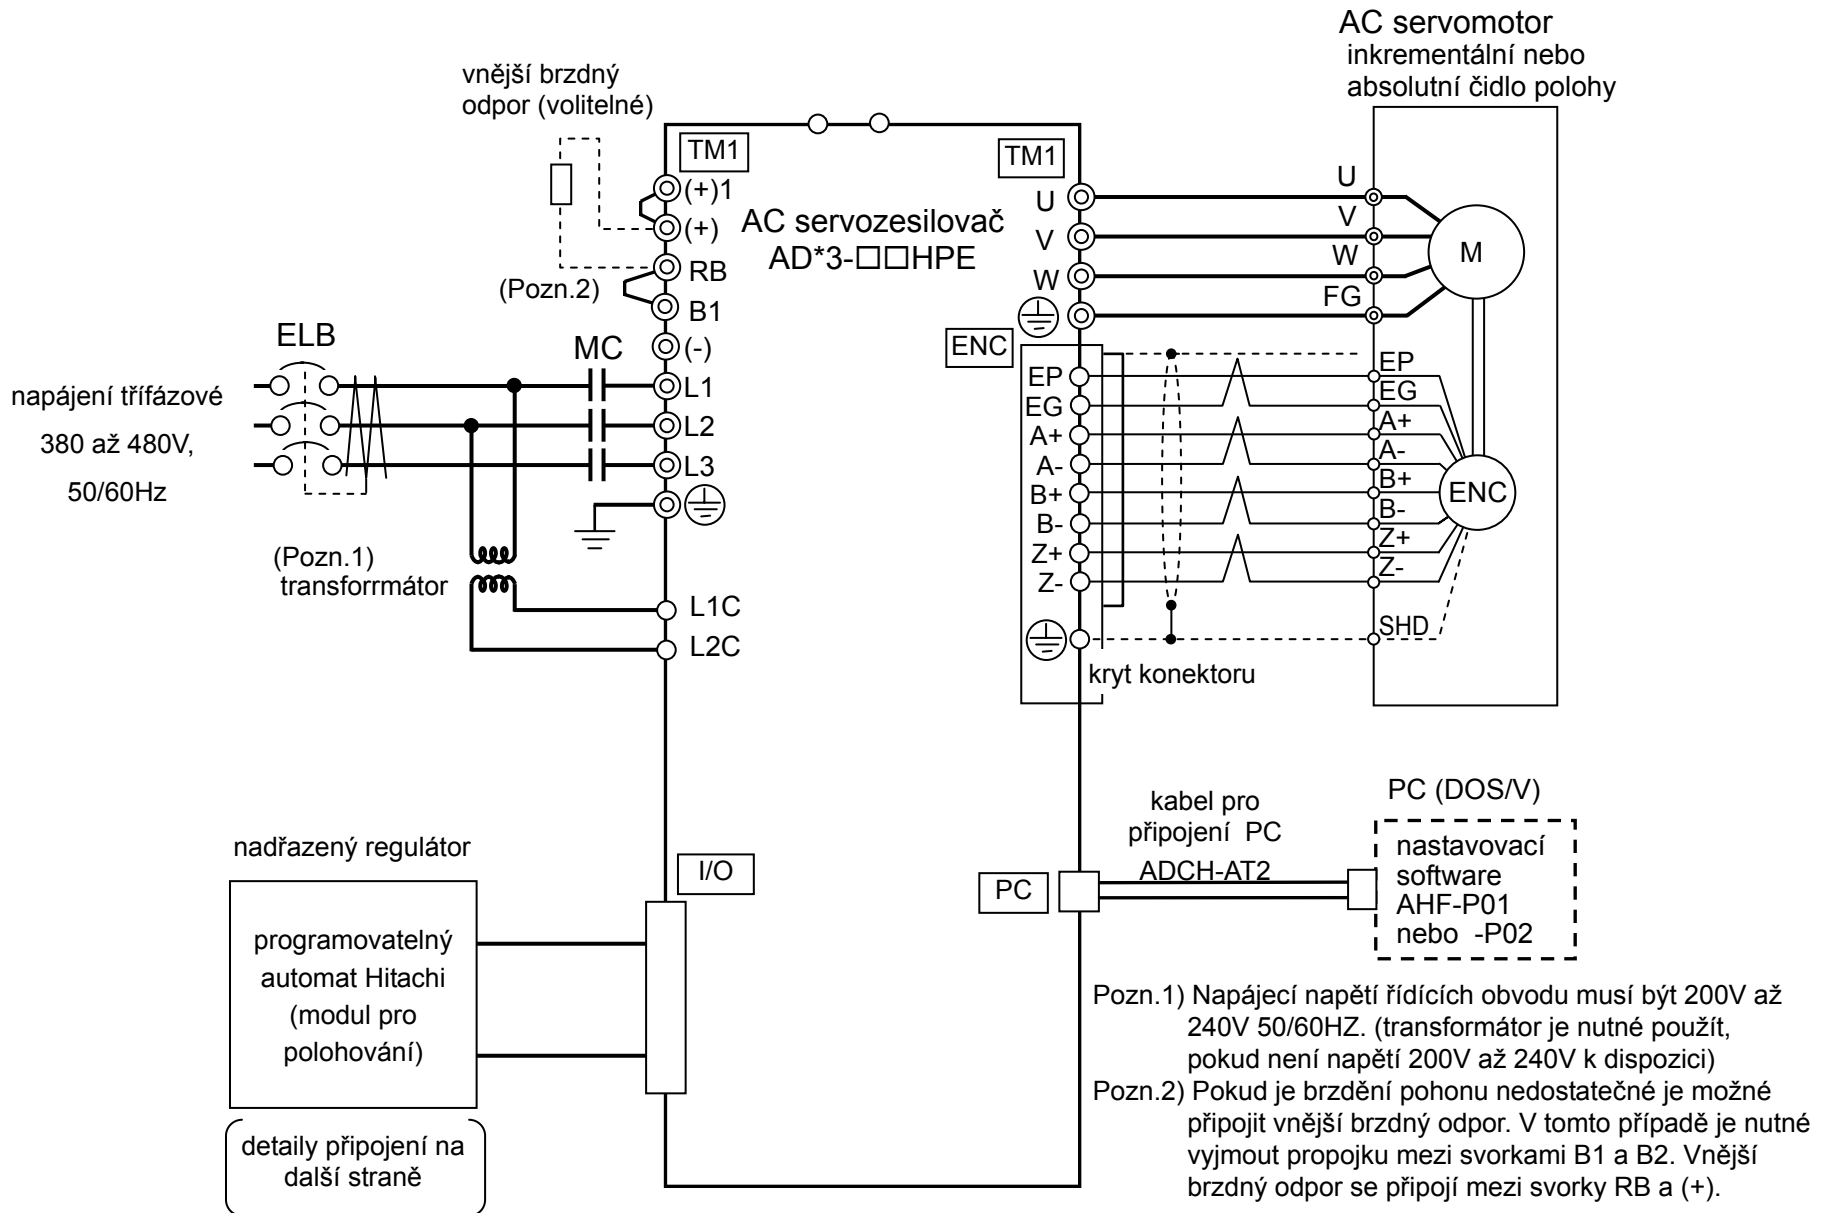 AC servomotor
inkrementální nebo
absolutní čidlo polohy
vnější brzdný
odpor (volitelné)
TM1
TM1
(+)1
(+)
RB
B1
(-)
L1
L2
L3
(Pozn.2)
AC servozesilovač
AD*3-□□HPE
U
V
W
U
V
W
FG
M
ELB
MC
napájení třífázové
380 až 480V,
50/60Hz
(Pozn.1)
transforrmátor
L1C
L2C
ENC
EP
EG
A+
A-
B+
B-
Z+
Z-
EP
EG
A+
A-
B+
B-
Z+
Z-
SHD
ENC
kryt konektoru
nadřazený regulátor
I/O
programovatelný
automat Hitachi
(modul pro
polohování)
detaily připojení na
další straně
PC
kabel pro
připojení  PC
ADCH-AT2
PC (DOS/V)
nastavovací
software
AHF-P01
nebo  -P02
Pozn.1) Napájecí napětí řídících obvodu musí být 200V až
240V 50/60HZ. (transformátor je nutné použít,
pokud není napětí 200V až 240V k dispozici)
Pozn.2) Pokud je brzdění pohonu nedostatečné je možné
připojit vnější brzdný odpor. V tomto případě je nutné
vyjmout propojku mezi svorkami B1 a B2. Vnější
brzdný odpor se připojí mezi svorky RB a (+).